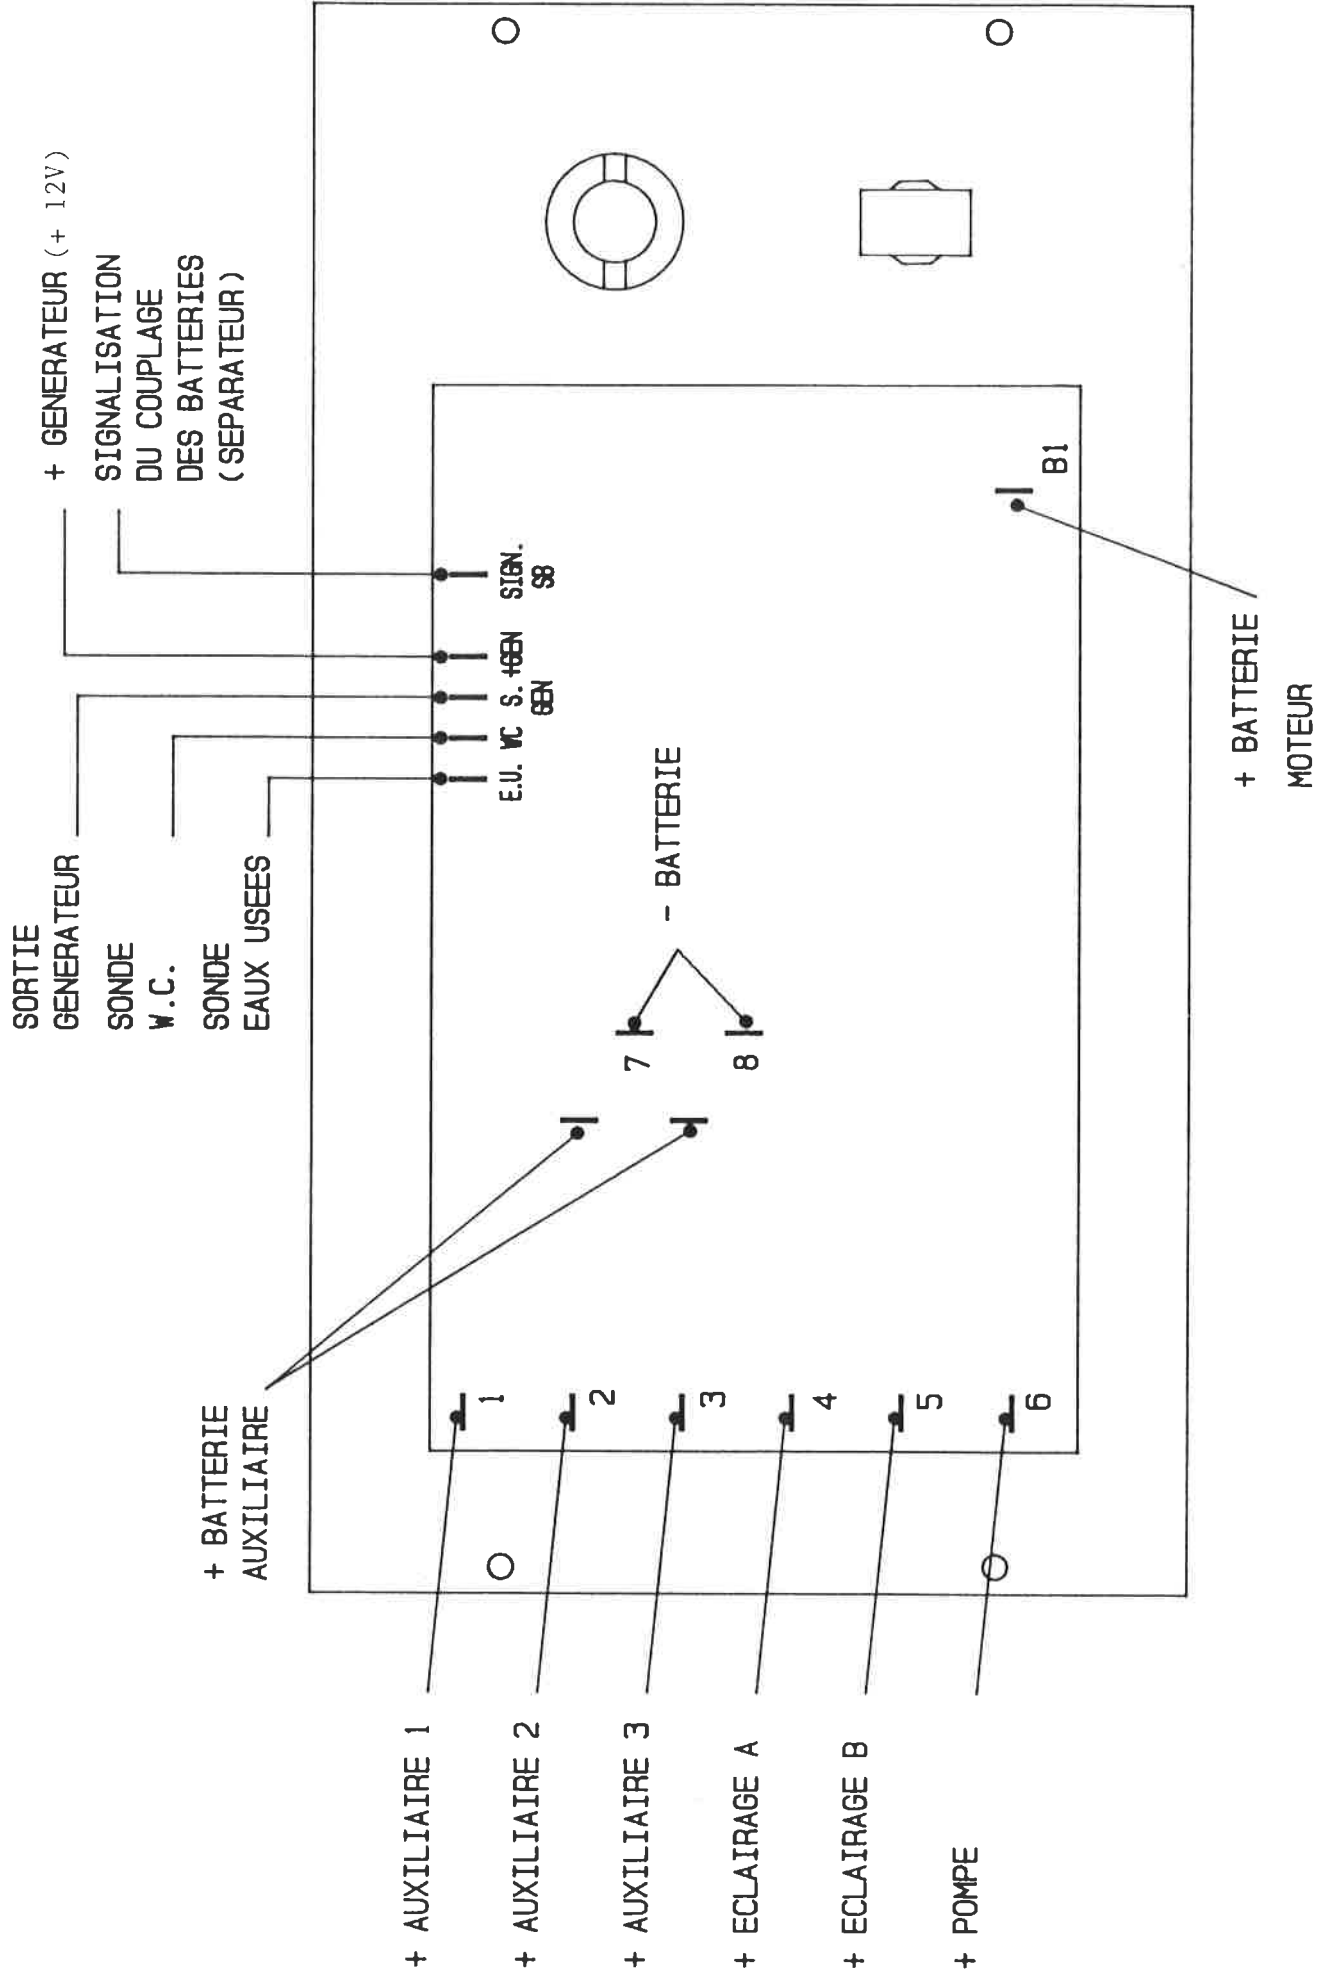 SORTIE
GENERATEUR
SONDE
W.C.
SONDE
EAUX USEES
+ GENERATEUR (+ 12V)
SIGNALISATION
DU COUPLAGE
DES BATTERIES
(SEPARATEUR)
+ BATTERIE
AUXILIAIRE
E.U. WC S. +GEN SIGN.
GEN SB
- BATTERIE
7
8
B1
1
2
3
4
5
6
+ AUXILIAIRE 1
+ AUXILIAIRE 2
+ AUXILIAIRE 3
+ ECLAIRAGE A
+ ECLAIRAGE B
+ POMPE
+ BATTERIE
MOTEUR